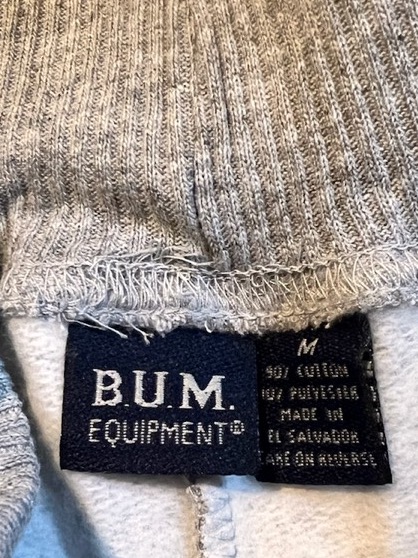 B.U.M.
EQUIPMENT®
M
90% COTTON
10% POLYESTER
MADE IN
EL SALVADOR
CARE ON REVERSE